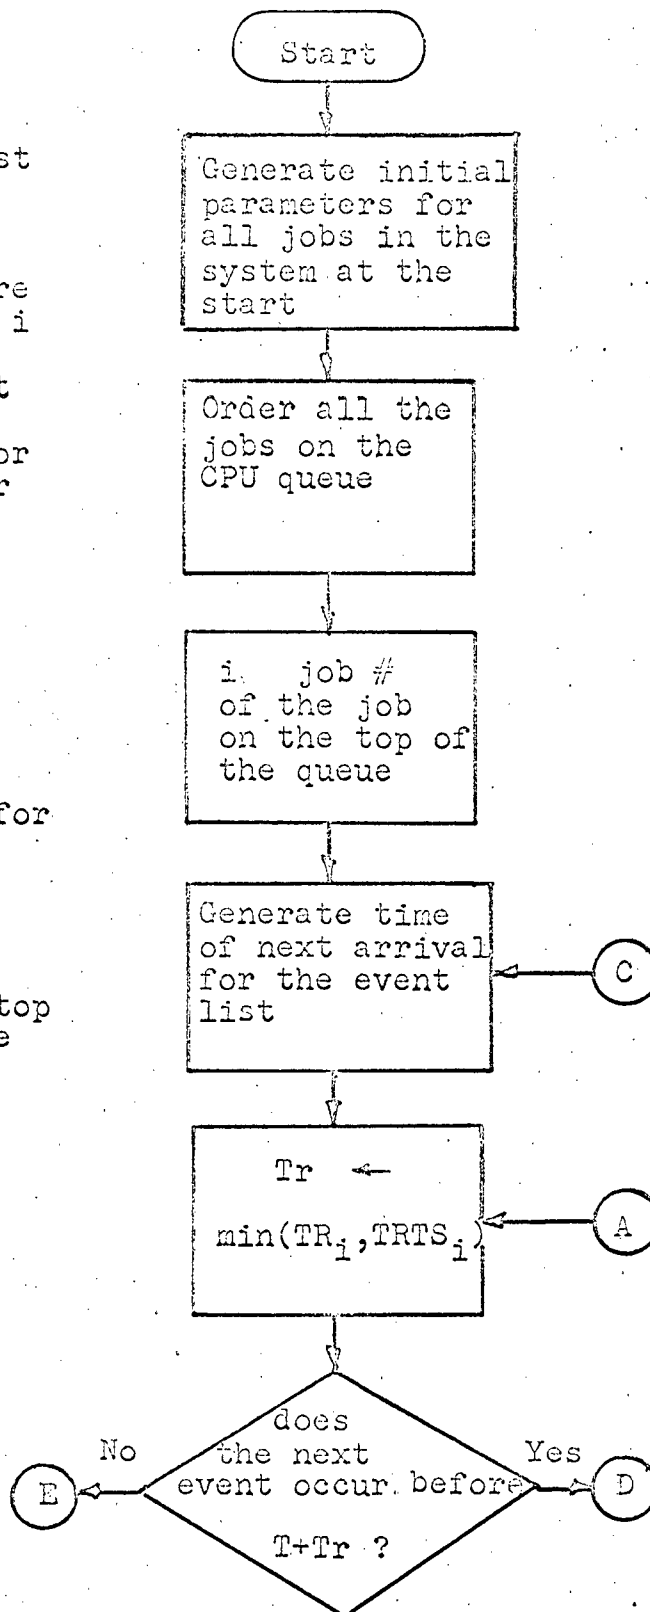 Start
st
Generate initial
parameters for
all jobs in the
system at the
start
re
i
t
or
r
Order all the
jobs on the
CPU queue
i job #
of the job
on the top of
the queue
for
Generate time
of next arrival
for the event
list
C
top
e
Tr ←
min(TRi,TRTSi)
A
does
the next
event occur before
T+Tr ?
No
Yes
E
D